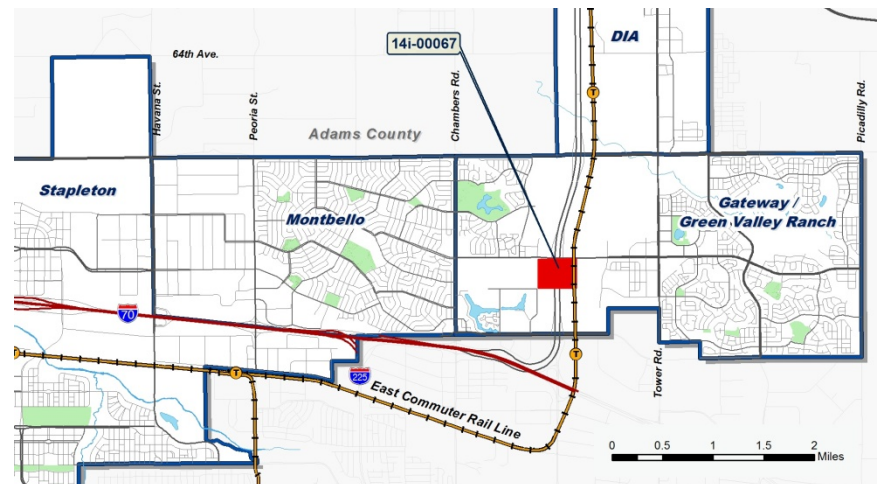 14i-00067
DIA
64th Ave.
Havana St.
Peoria St.
Chambers Rd.
Picadilly Rd.
Adams County
Stapleton
Montbello
Gateway /
Green Valley Ranch
70
225
East Commuter Rail Line
Tower Rd.
T
T
T
T
0 0.5 1 1.5 2
Miles